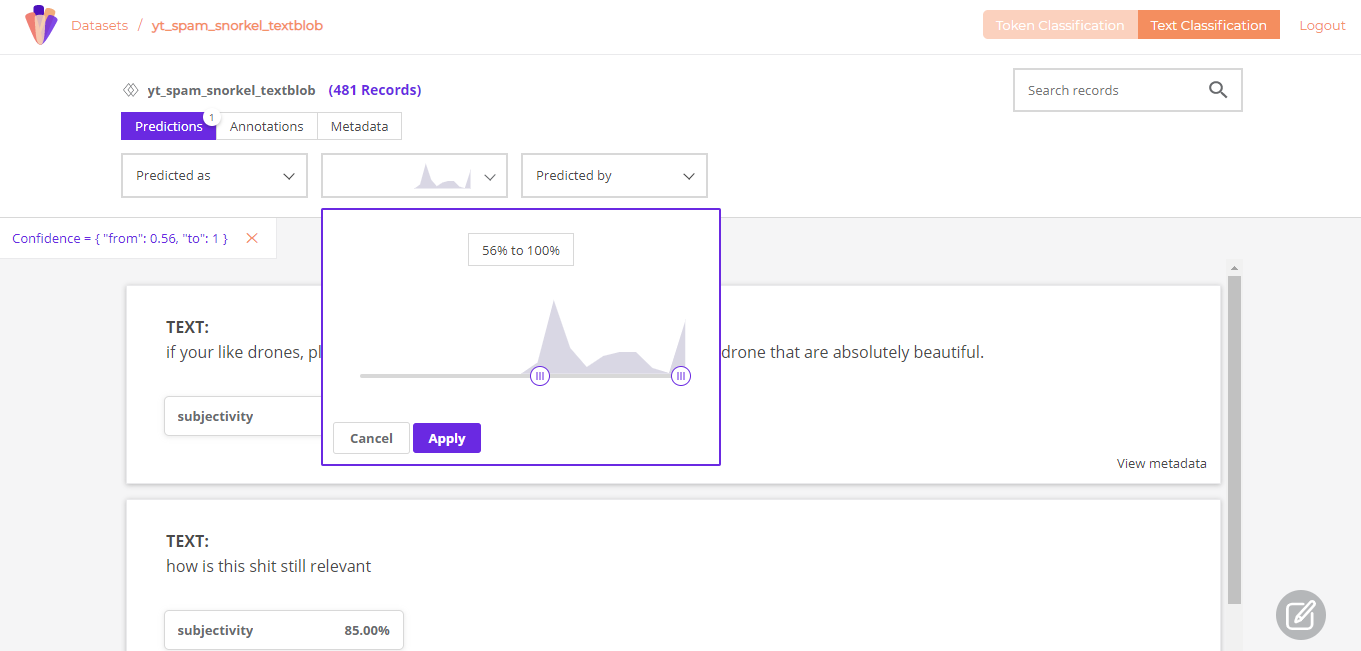 Datasets / yt_spam_snorkel_textblob
Token Classification Text Classification Logout
yt_spam_snorkel_textblob (481 Records)
Search records
Predictions 1 Annotations Metadata
Predicted as
Predicted by
Confidence = { "from": 0.56, "to": 1 }
56% to 100%
TEXT:
if your like drones, drone that are absolutely beautiful.
subjectivity
Cancel Apply
View metadata
TEXT:
how is this shit still relevant
subjectivity 85.00%